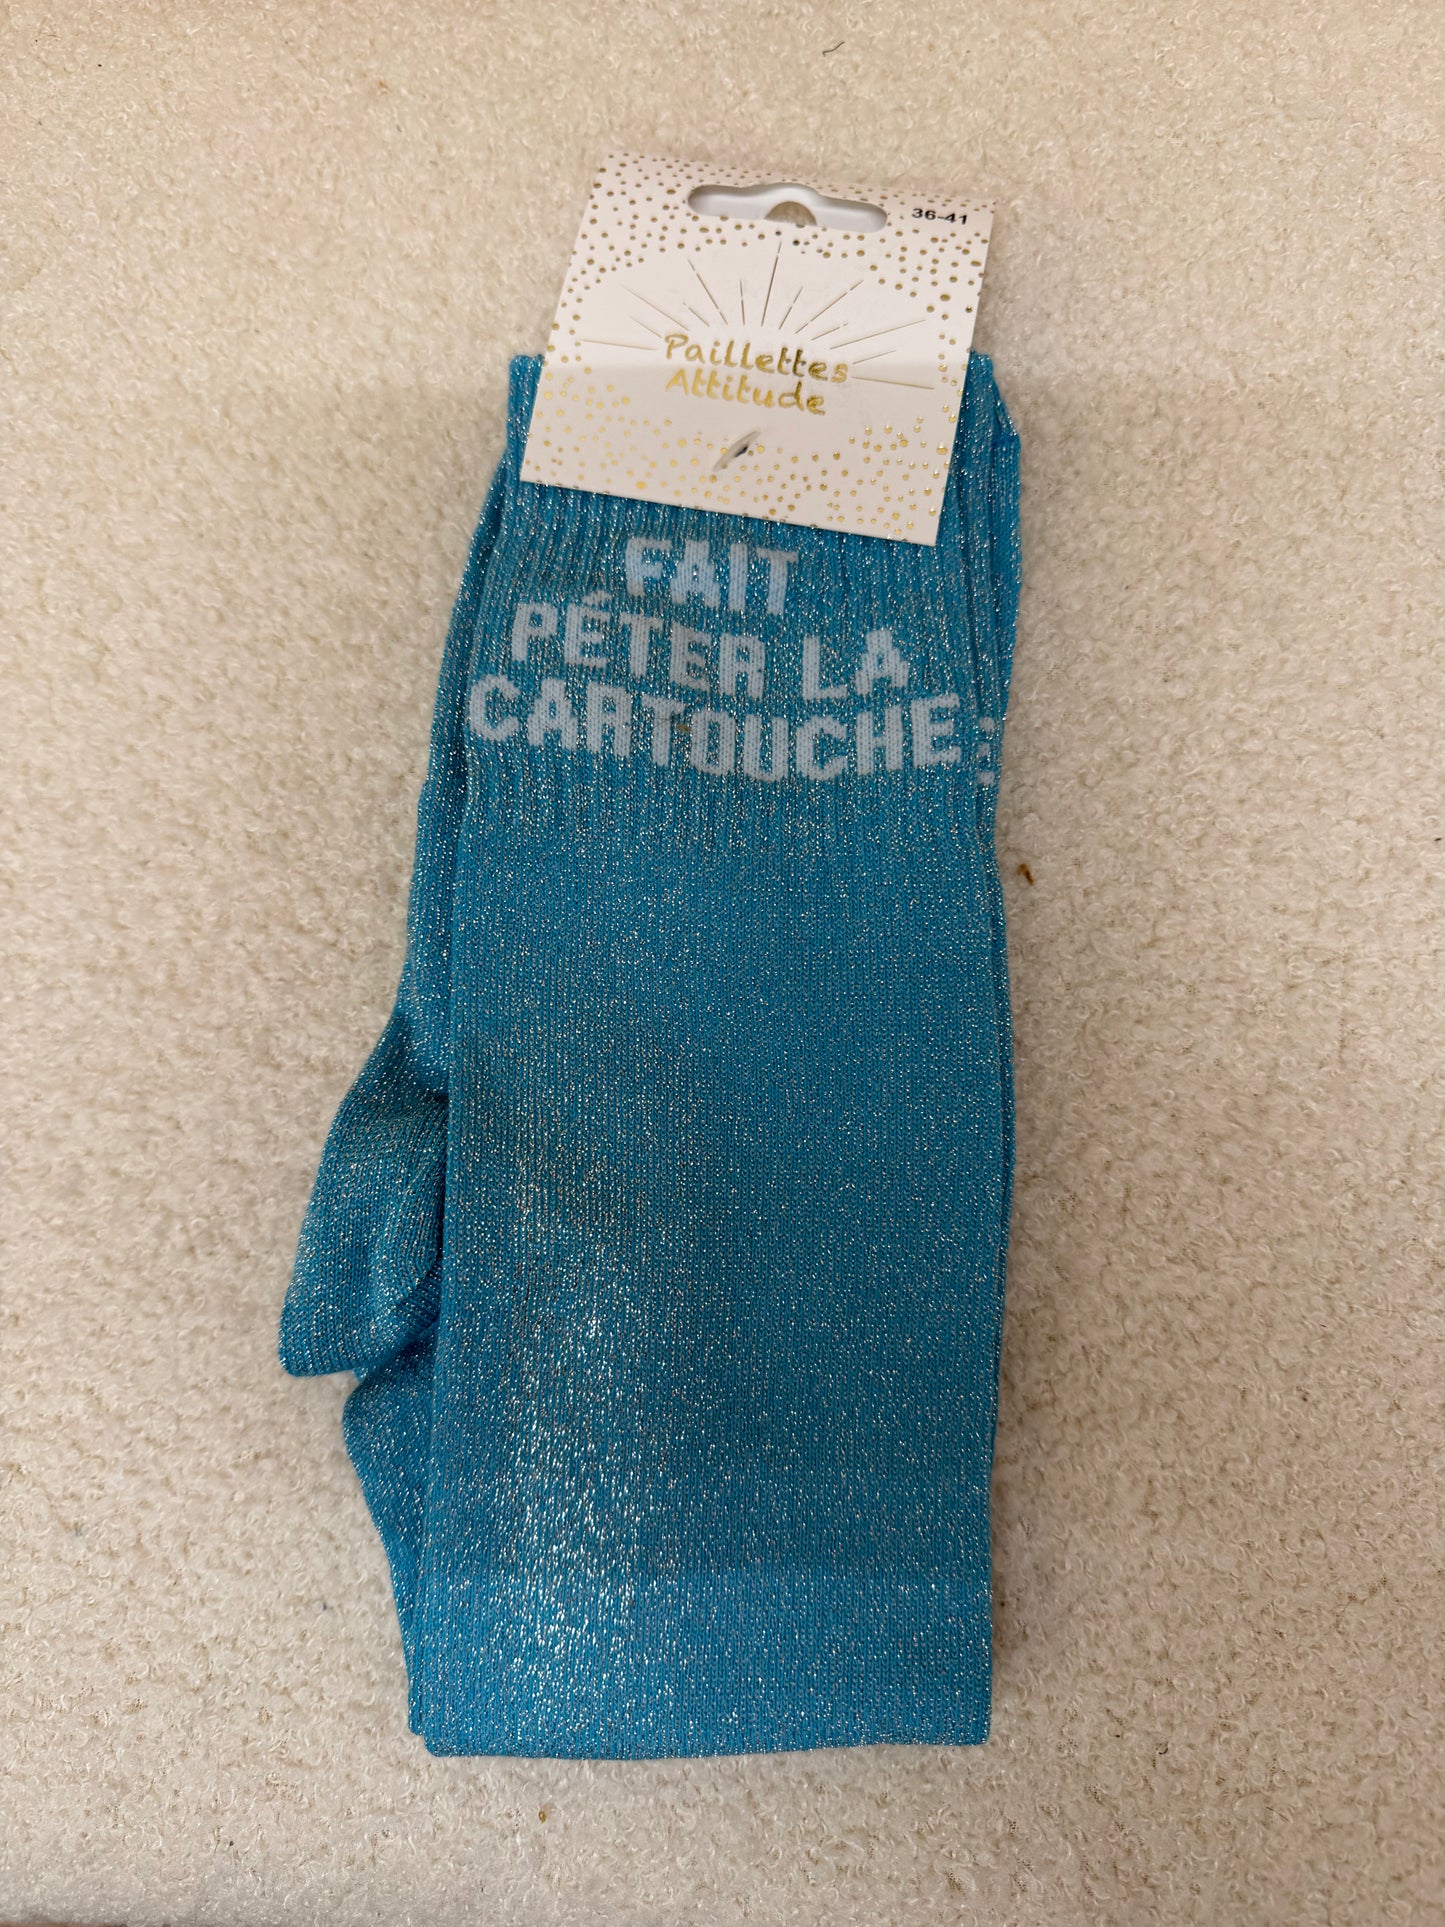 36-41
Paillettes
Attitude
FAIT
PÉTER LA
CARTOUCHE